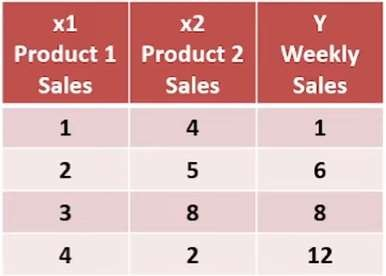 x1 x2 Y
Product 1 Product 2 Weekly
Sales Sales Sales
1 4 1
2 5 6
3 8 8
4 2 12